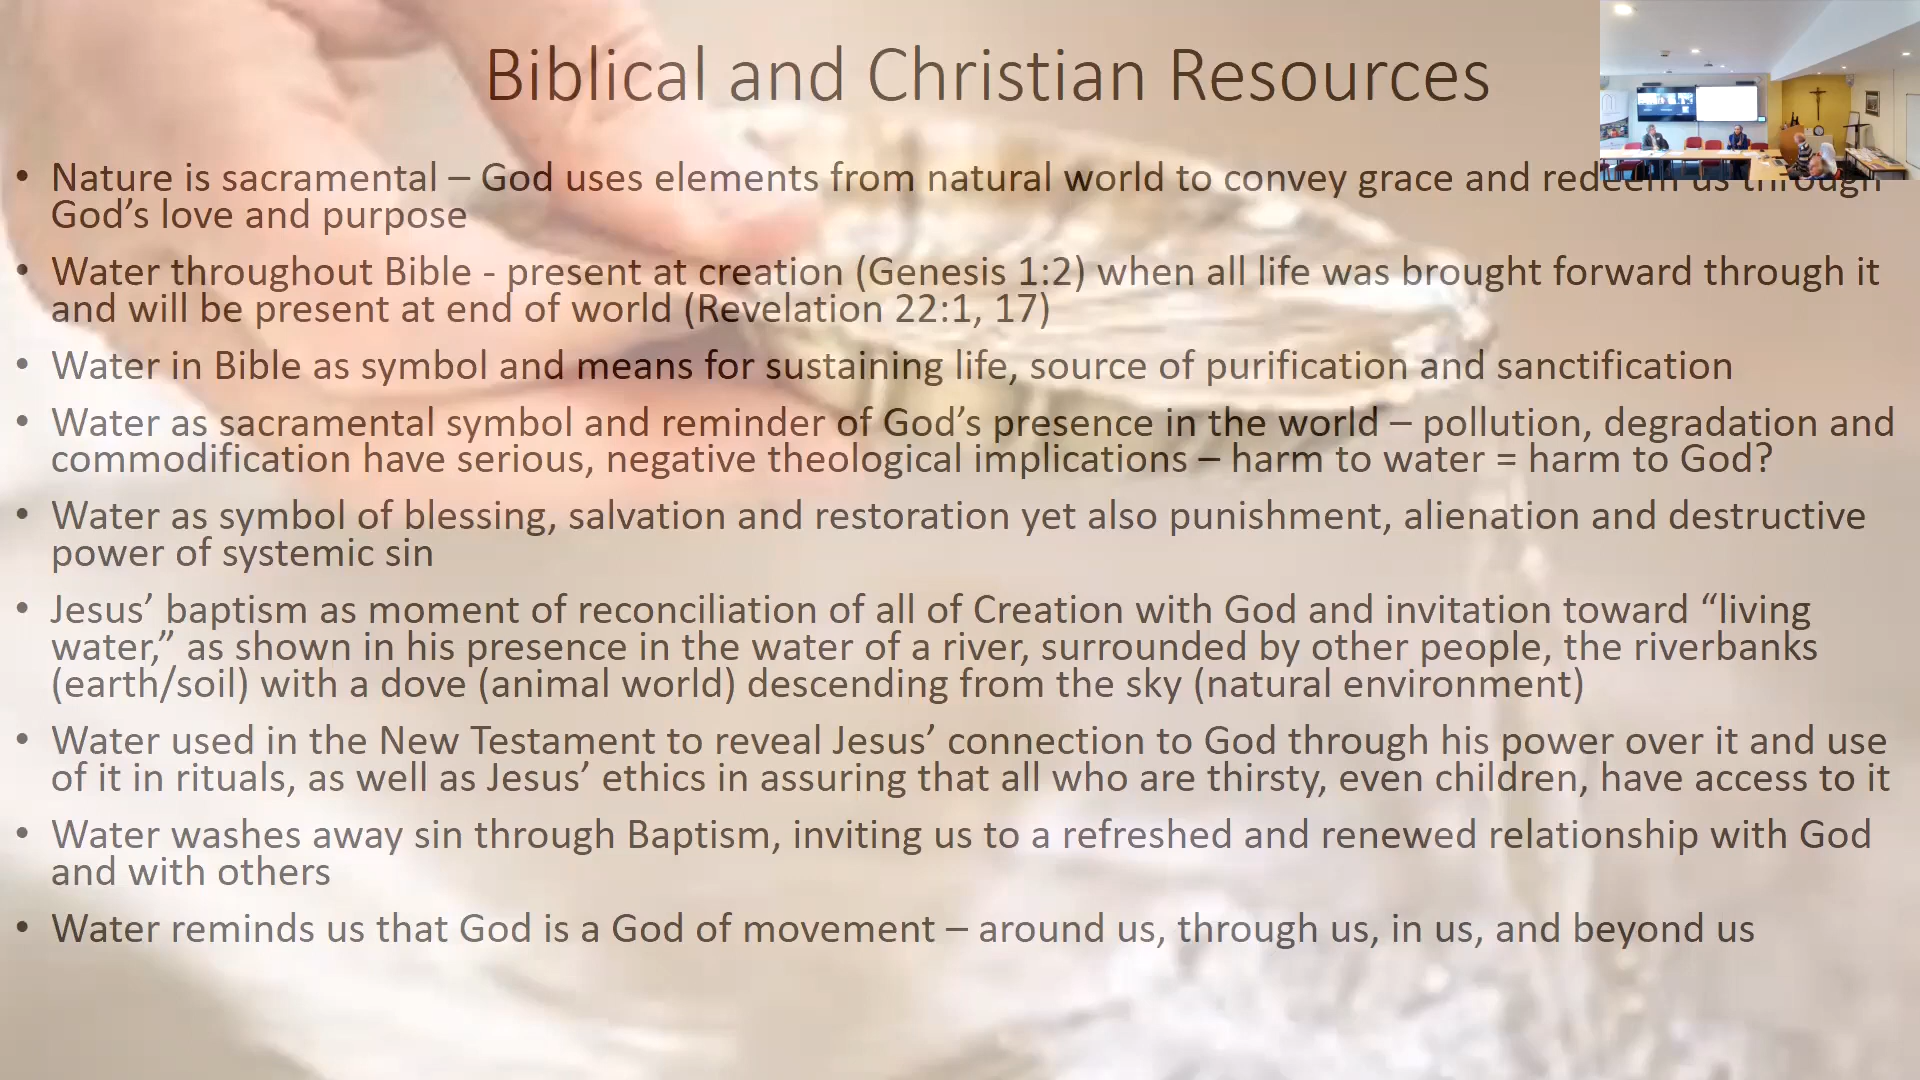 Biblical and Christian Resources
• Nature is sacramental – God uses elements from natural world to convey grace and redeem us through
God’s love and purpose
• Water throughout Bible - present at creation (Genesis 1:2) when all life was brought forward through it
and will be present at end of world (Revelation 22:1, 17)
• Water in Bible as symbol and means for sustaining life, source of purification and sanctification
• Water as sacramental symbol and reminder of God’s presence in the world – pollution, degradation and
commodification have serious, negative theological implications – harm to water = harm to God?
• Water as symbol of blessing, salvation and restoration yet also punishment, alienation and destructive
power of systemic sin
• Jesus’ baptism as moment of reconciliation of all of Creation with God and invitation toward “living
water,” as shown in his presence in the water of a river, surrounded by other people, the riverbanks
(earth/soil) with a dove (animal world) descending from the sky (natural environment)
• Water used in the New Testament to reveal Jesus’ connection to God through his power over it and use
of it in rituals, as well as Jesus’ ethics in assuring that all who are thirsty, even children, have access to it
• Water washes away sin through Baptism, inviting us to a refreshed and renewed relationship with God
and with others
• Water reminds us that God is a God of movement – around us, through us, in us, and beyond us